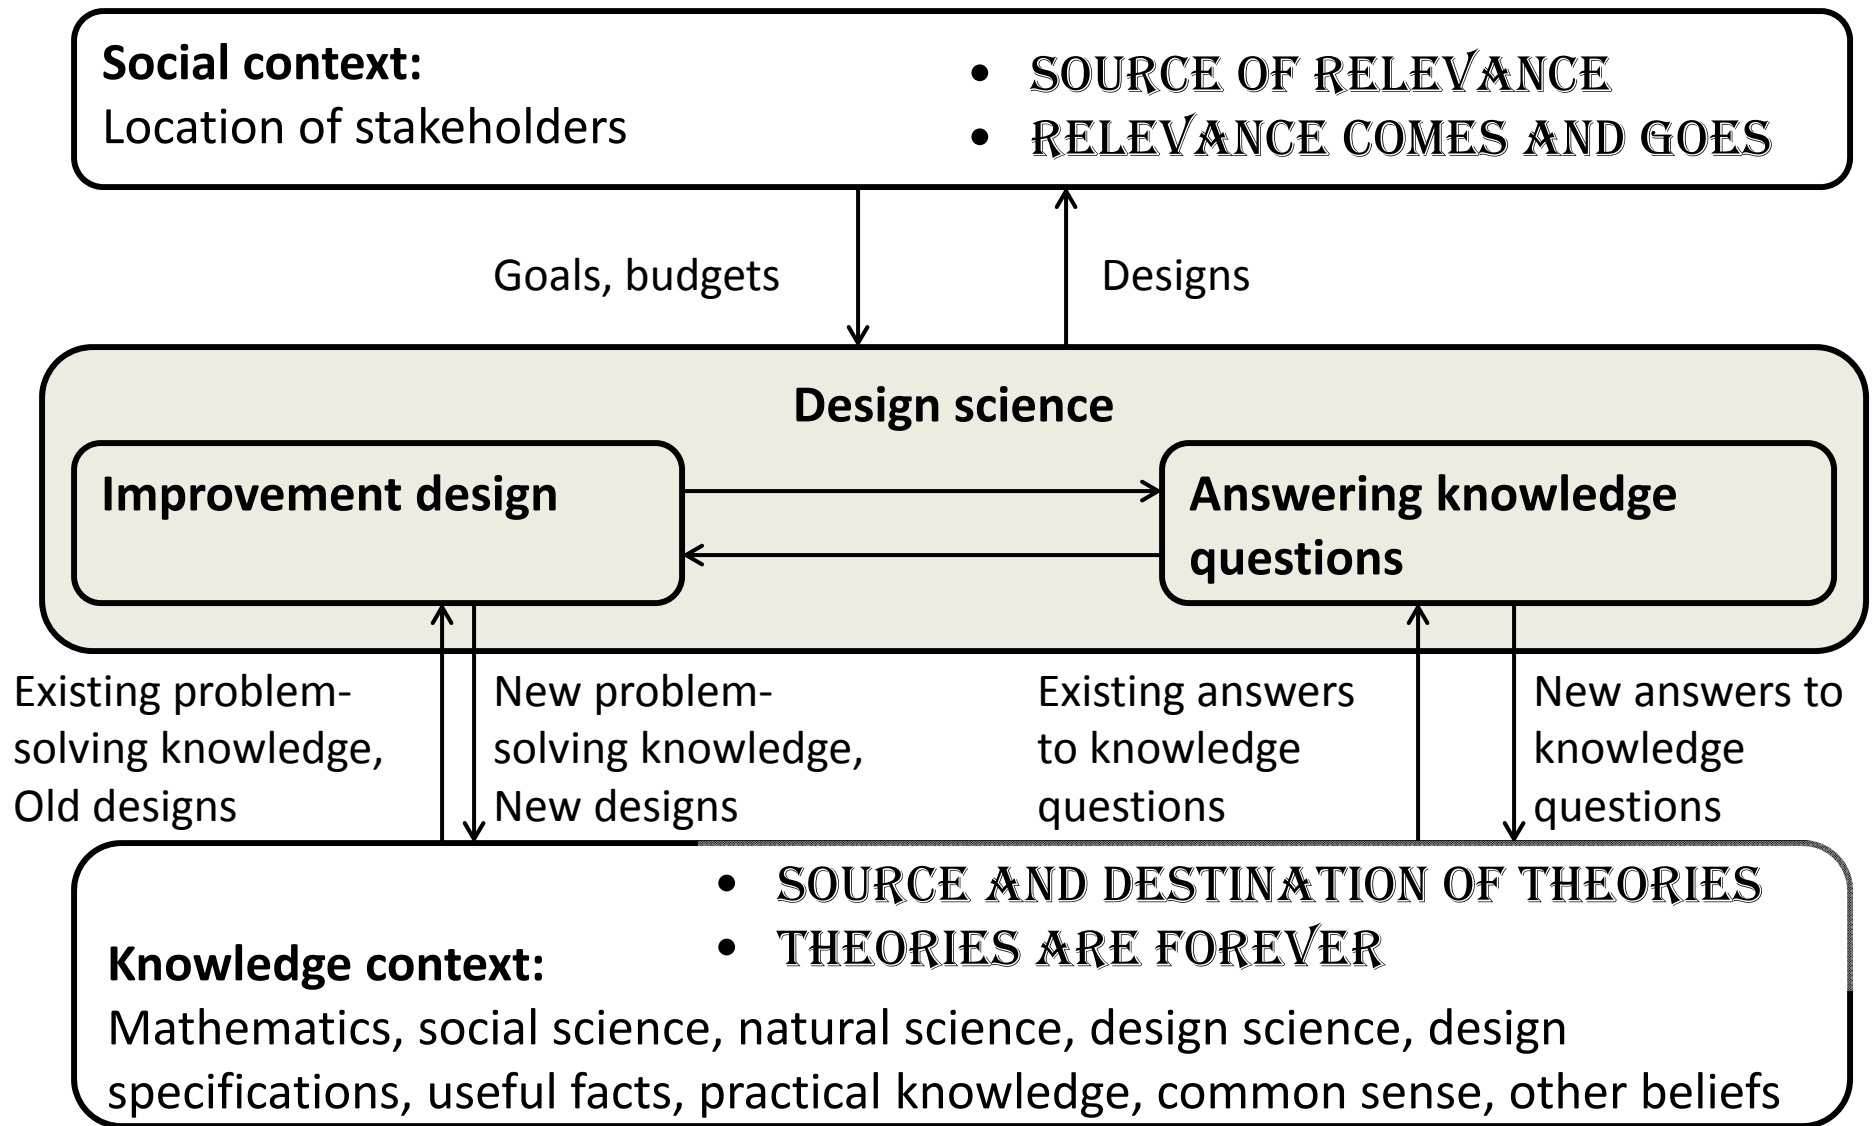 Social context:
Location of stakeholders
• SOURCE OF RELEVANCE
• RELEVANCE COMES AND GOES
Goals, budgets
Designs
Design science
Improvement design
Answering knowledge
questions
Existing problem-
solving knowledge,
Old designs
New problem-
solving knowledge,
New designs
Existing answers
to knowledge
questions
New answers to
knowledge
questions
• SOURCE AND DESTINATION OF THEORIES
• THEORIES ARE FOREVER
Knowledge context:
Mathematics, social science, natural science, design science, design
specifications, useful facts, practical knowledge, common sense, other beliefs